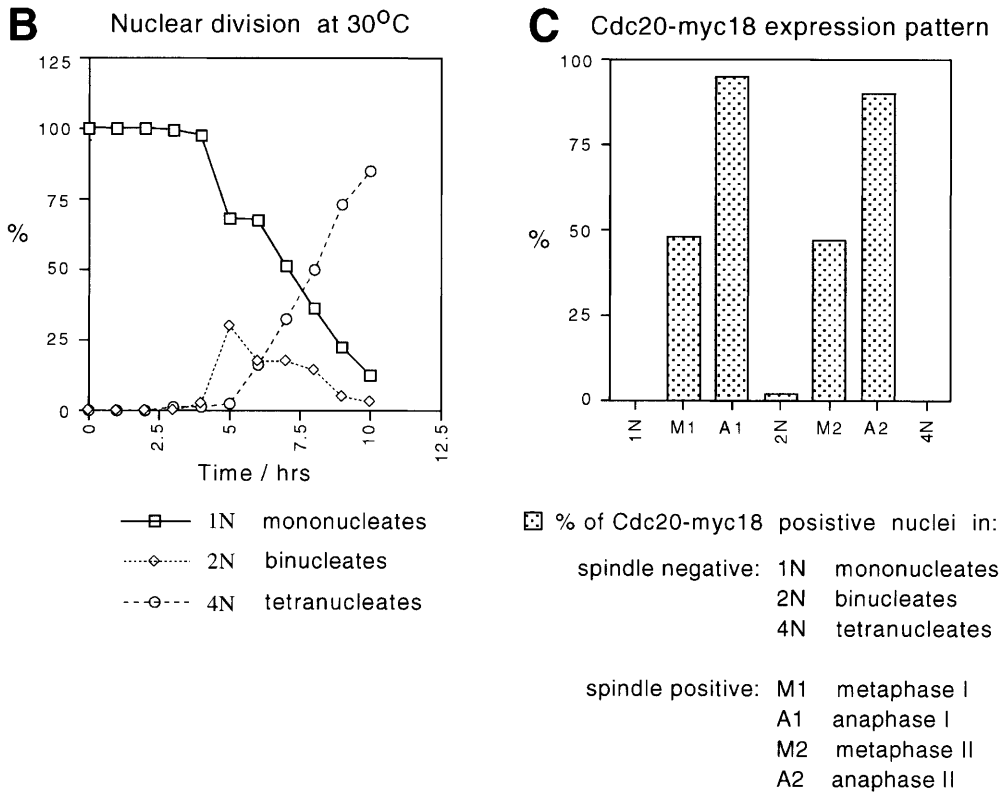 B
Nuclear division at 30°C
125
100
75
50
25
0
%
0
2.5
5
7.5
10
12.5
Time / hrs
1N mononucleates
2N binucleates
4N tetranucleates
C
Cdc20-myc18 expression pattern
100
75
50
25
0
%
1N
M1
A1
2N
M2
A2
4N
% of Cdc20-myc18 posistive nuclei in:
spindle negative: 1N mononucleates
2N binucleates
4N tetranucleates
spindle positive: M1 metaphase I
A1 anaphase I
M2 metaphase II
A2 anaphase II